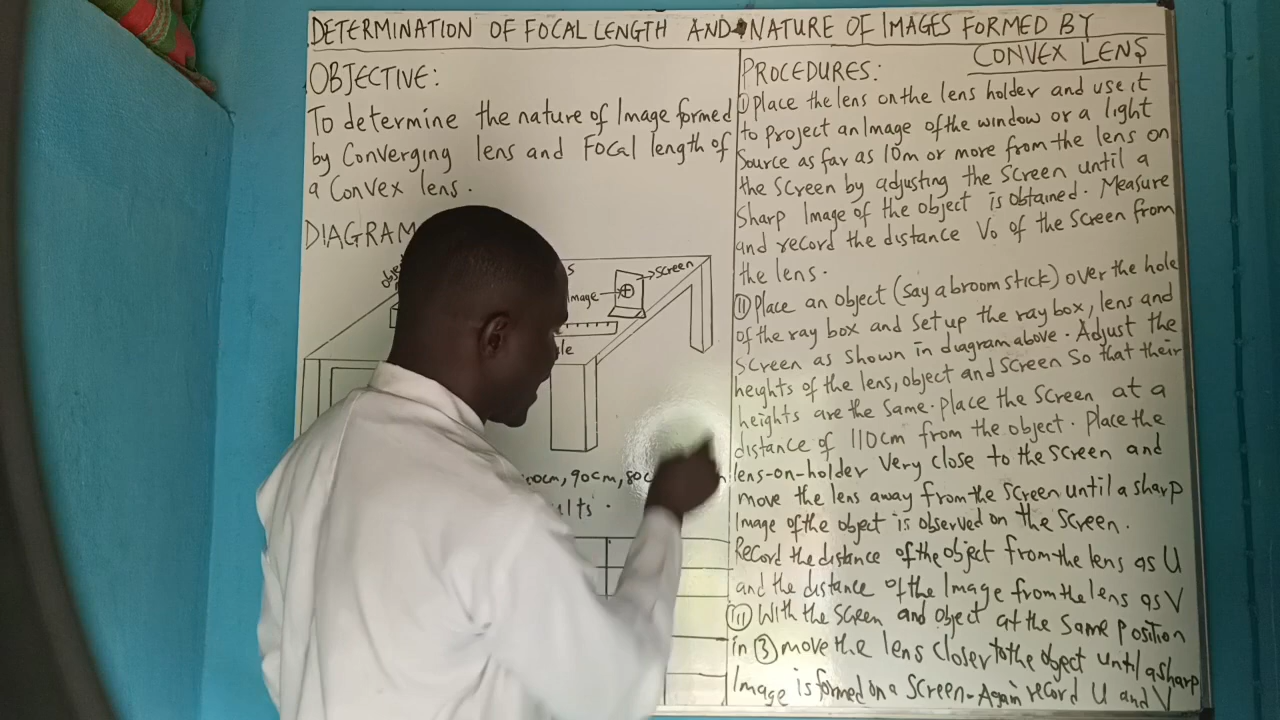 DETERMINATION OF FOCAL LENGTH AND NATURE OF IMAGES FORMED BY
CONVEX LENS
OBJECTIVE:
To determine the nature of Image formed
by Converging lens and Focal length of
a Convex lens.
DIAGRAM
Object
Screen
Image
100cm, 90cm, 80c
PROCEDURES:
(I) Place the lens on the lens holder and use it
to project an Image of the window or a light
Source as far as 10m or more from the lens on
the Screen by adjusting the Screen until a
Sharp Image of the object is obtained. Measure
and record the distance Vo of the Screen from
the lens.
(II) Place an object (say a broom stick) over the hole
of the ray box and Set up the ray box, lens and
Screen as shown in diagram above. Adjust the
heights of the lens, object and Screen So that their
heights are the Same. Place the Screen at a
distance of 110cm from the object. Place the
lens-on-holder Very close to the Screen and
move the lens away from the Screen until a sharp
Image of the object is observed on the Screen.
Record the distance of the object from the lens as U
and the distance of the Image from the lens as V
(III) With the Screen and object at the Same position
in (3) move the lens closer to the object until a sharp
Image is formed on a Screen-Again record U and V